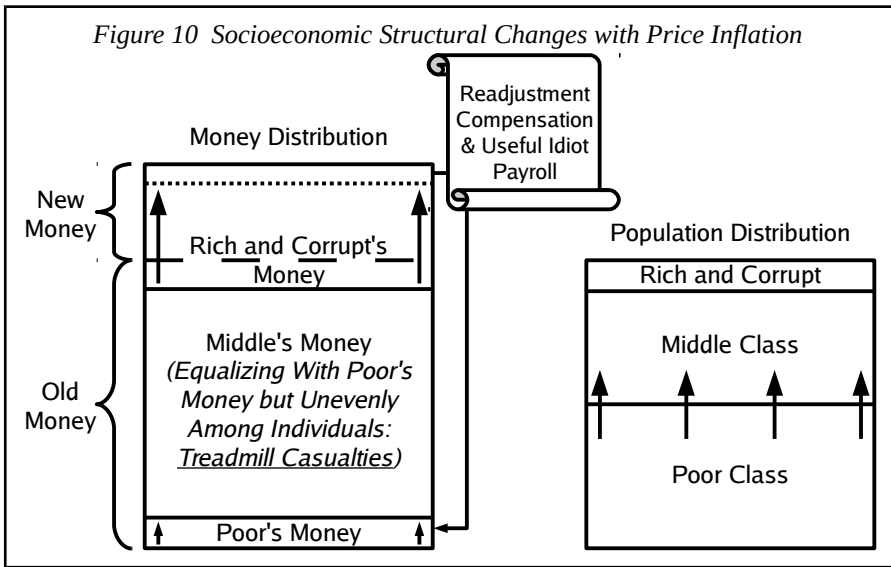 Figure 10 Socioeconomic Structural Changes with Price Inflation
Readjustment
Compensation
& Useful Idiot
Payroll
Money Distribution
New
Money
Rich and Corrupt's
Money
Old
Money
Middle's Money
(Equalizing With Poor's
Money but Unevenly
Among Individuals:
Treadmill Casualties)
Poor's Money
Population Distribution
Rich and Corrupt
Middle Class
Poor Class